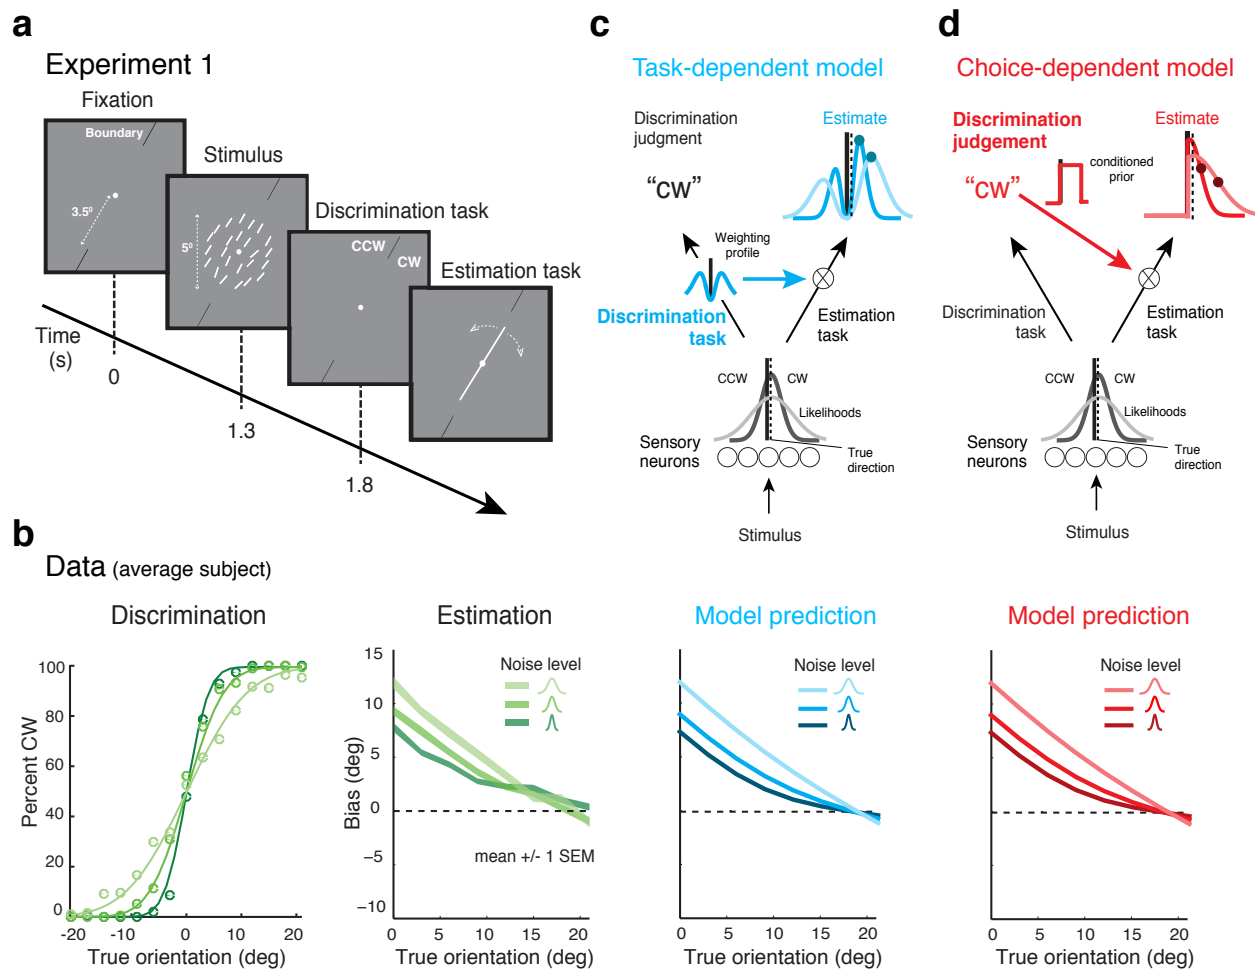 a
Experiment 1
Fixation
Boundary
3.5⁰
Stimulus
5⁰
Discrimination task
CCW
CW
Estimation task
Time
(s)
0
1.3
1.8
c
Task-dependent model
Discrimination
judgment
“CW”
Estimate
Weighting
profile
Discrimination
task
Estimation
task
CCW
CW
Likelihoods
Sensory
neurons
True
direction
Stimulus
d
Choice-dependent model
Discrimination
judgement
“CW”
conditioned
prior
Estimate
Discrimination
task
Estimation
task
CCW
CW
Likelihoods
Sensory
neurons
True
direction
Stimulus
b
Data (average subject)
Discrimination
Percent CW
100
80
60
40
20
0
-20 -10 0 10 20
True orientation (deg)
Estimation
Noise level
Bias (deg)
15
10
5
0
−5
−10
mean +/- 1 SEM
0 5 10 15 20
True orientation (deg)
Model prediction
Noise level
0 5 10 15 20
True orientation (deg)
Model prediction
Noise level
0 5 10 15 20
True orientation (deg)